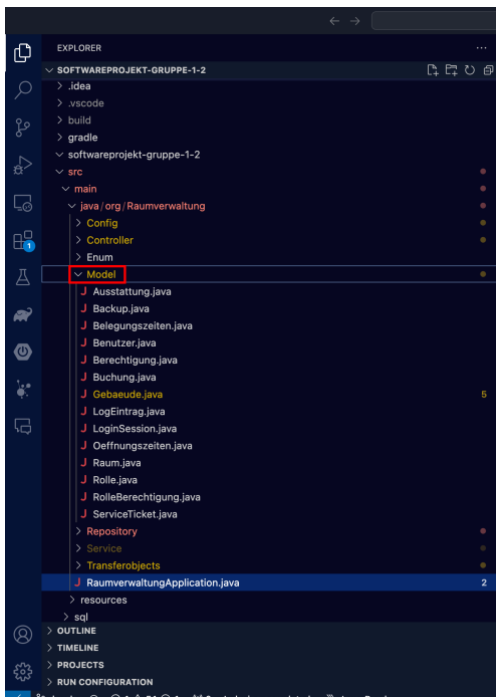 EXPLORER
SOFTWAREPROJEKT-GRUPPE-1-2
.idea
.vscode
build
gradle
softwareprojekt-gruppe-1-2
src
main
java/org/Raumverwaltung
Config
Controller
Enum
Model
J Ausstattung.java
J Backup.java
J Belegungszeiten.java
J Benutzer.java
J Berechtigung.java
J Buchung.java
J Gebaeude.java 5
J LogEintrag.java
J LoginSession.java
J Oeffnungszeiten.java
J Raum.java
J Rolle.java
J RolleBerechtigung.java
J ServiceTicket.java
Repository
Service
Transferobjects
J RaumverwaltungApplication.java 2
resources
sql
OUTLINE
TIMELINE
PROJECTS
RUN CONFIGURATION
1